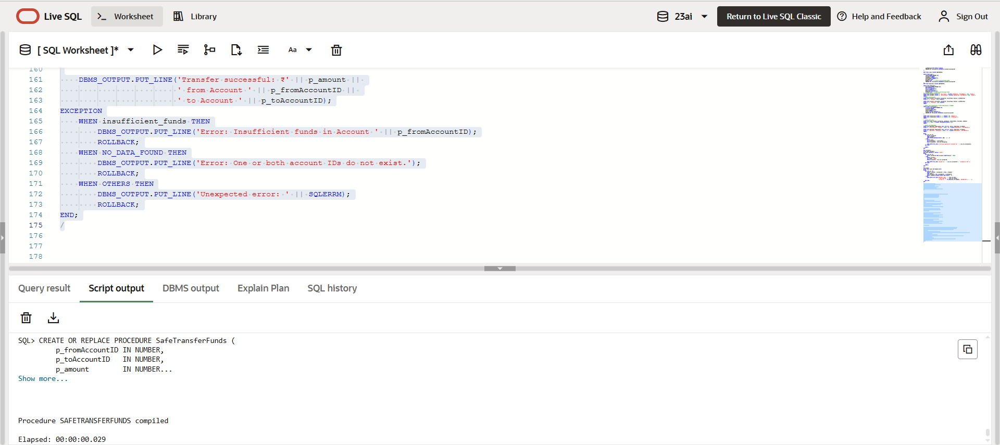 Live SQL
Worksheet
Library
23ai
Return to Live SQL Classic
Help and Feedback
Sign Out
[ SQL Worksheet ]*
Aa
160
161 DBMS_OUTPUT.PUT_LINE('Transfer successful: ₹' || p_amount ||
162 ' from Account ' || p_fromAccountID ||
163 ' to Account ' || p_toAccountID);
164 EXCEPTION
165 WHEN insufficient_funds THEN
166 DBMS_OUTPUT.PUT_LINE('Error: Insufficient funds in Account ' || p_fromAccountID);
167 ROLLBACK;
168 WHEN NO_DATA_FOUND THEN
169 DBMS_OUTPUT.PUT_LINE('Error: One or both account IDs do not exist.');
170 ROLLBACK;
171 WHEN OTHERS THEN
172 DBMS_OUTPUT.PUT_LINE('Unexpected error: ' || SQLERRM);
173 ROLLBACK;
174 END;
175 /
176
177
178
Query result
Script output
DBMS output
Explain Plan
SQL history
SQL> CREATE OR REPLACE PROCEDURE SafeTransferFunds (
p_fromAccountID IN NUMBER,
p_toAccountID IN NUMBER,
p_amount IN NUMBER...
Show more...
Procedure SAFETRANSFERFUNDS compiled
Elapsed: 00:00:00.029